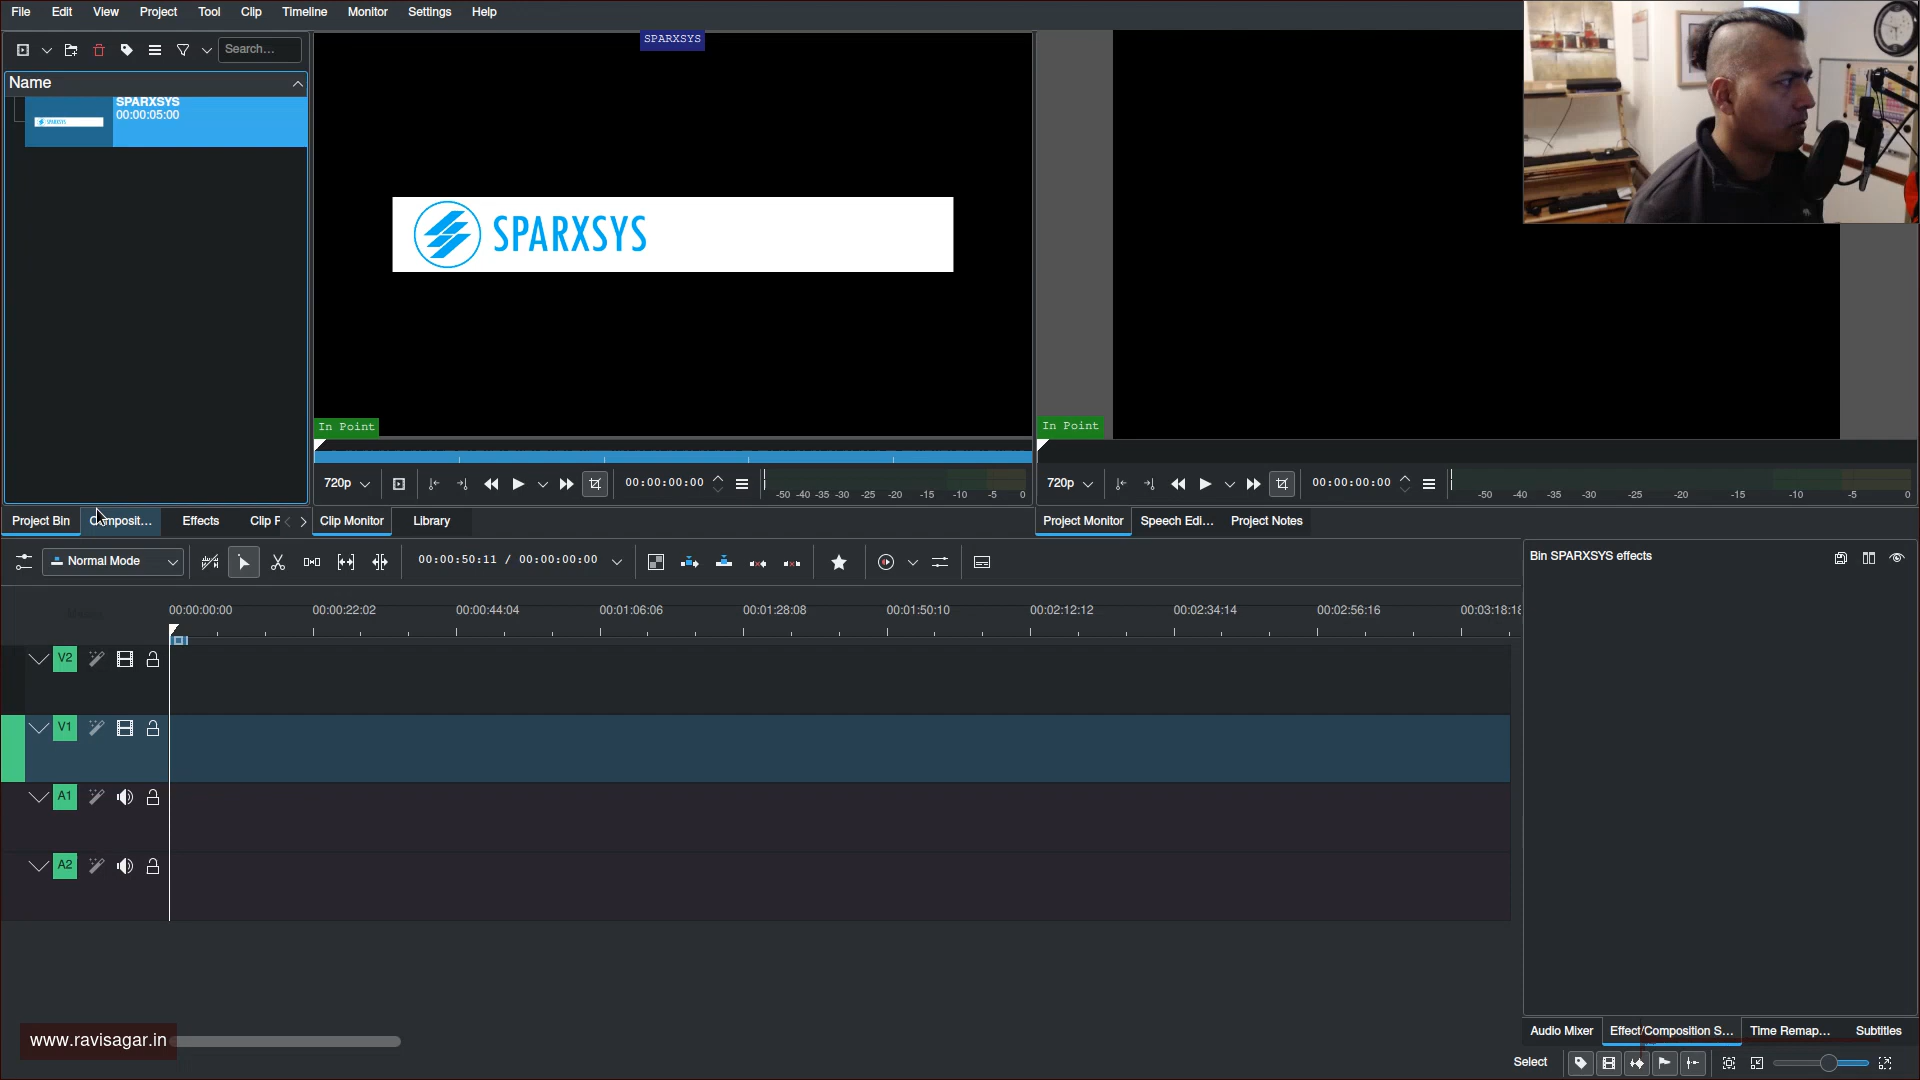 File Edit View Project Tool Clip Timeline Monitor Settings Help
Search...
SPARXSYS
Name
SPARXSYS
00:00:05:00
SPARXSYS
In Point
In Point
720p 00:00:00:00 -50 -40 -35 -30 -25 -20 -15 -10 -5 0
720p 00:00:00:00 -50 -40 -35 -30 -25 -20 -15 -10 -5 0
Project Bin Composit... Effects Clip F Clip Monitor Library
Project Monitor Speech Edi... Project Notes
Normal Mode 00:00:50:11 / 00:00:00:00
Bin SPARXSYS effects
00:00:00:00 00:00:22:02 00:00:44:04 00:01:06:06 00:01:28:08 00:01:50:10 00:02:12:12 00:02:34:14 00:02:56:16 00:03:18:18
V2
V1
A1
A2
www.ravisagar.in
Audio Mixer Effect/Composition S... Time Remap... Subtitles
Select